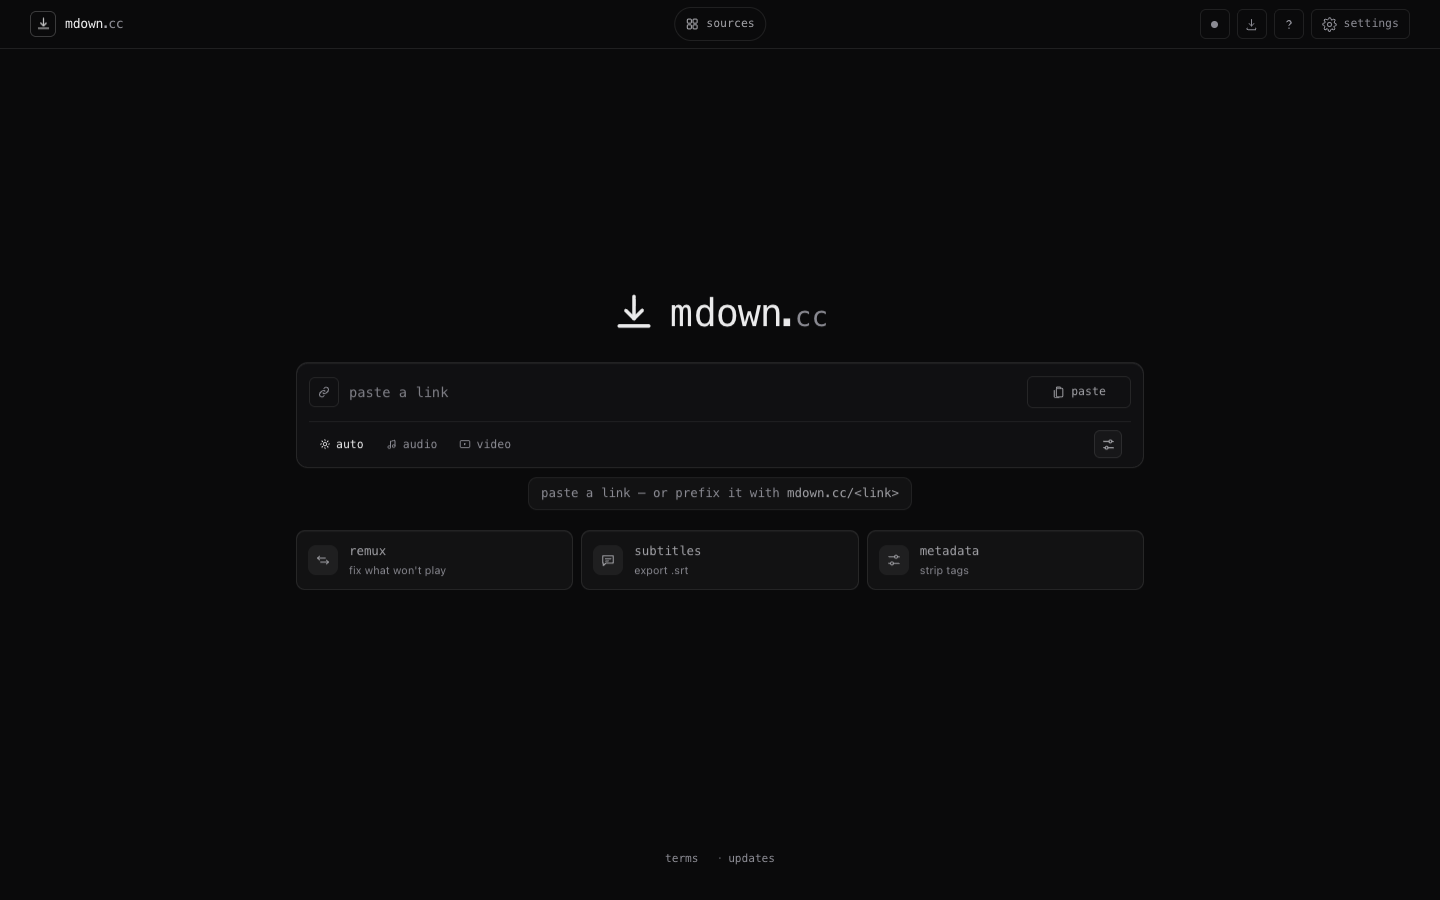 mdown.cc
sources
?
settings
mdown.cc
paste a link
paste
auto
audio
video
paste a link — or prefix it with mdown.cc/<link>
remux
fix what won't play
subtitles
export .srt
metadata
strip tags
terms · updates